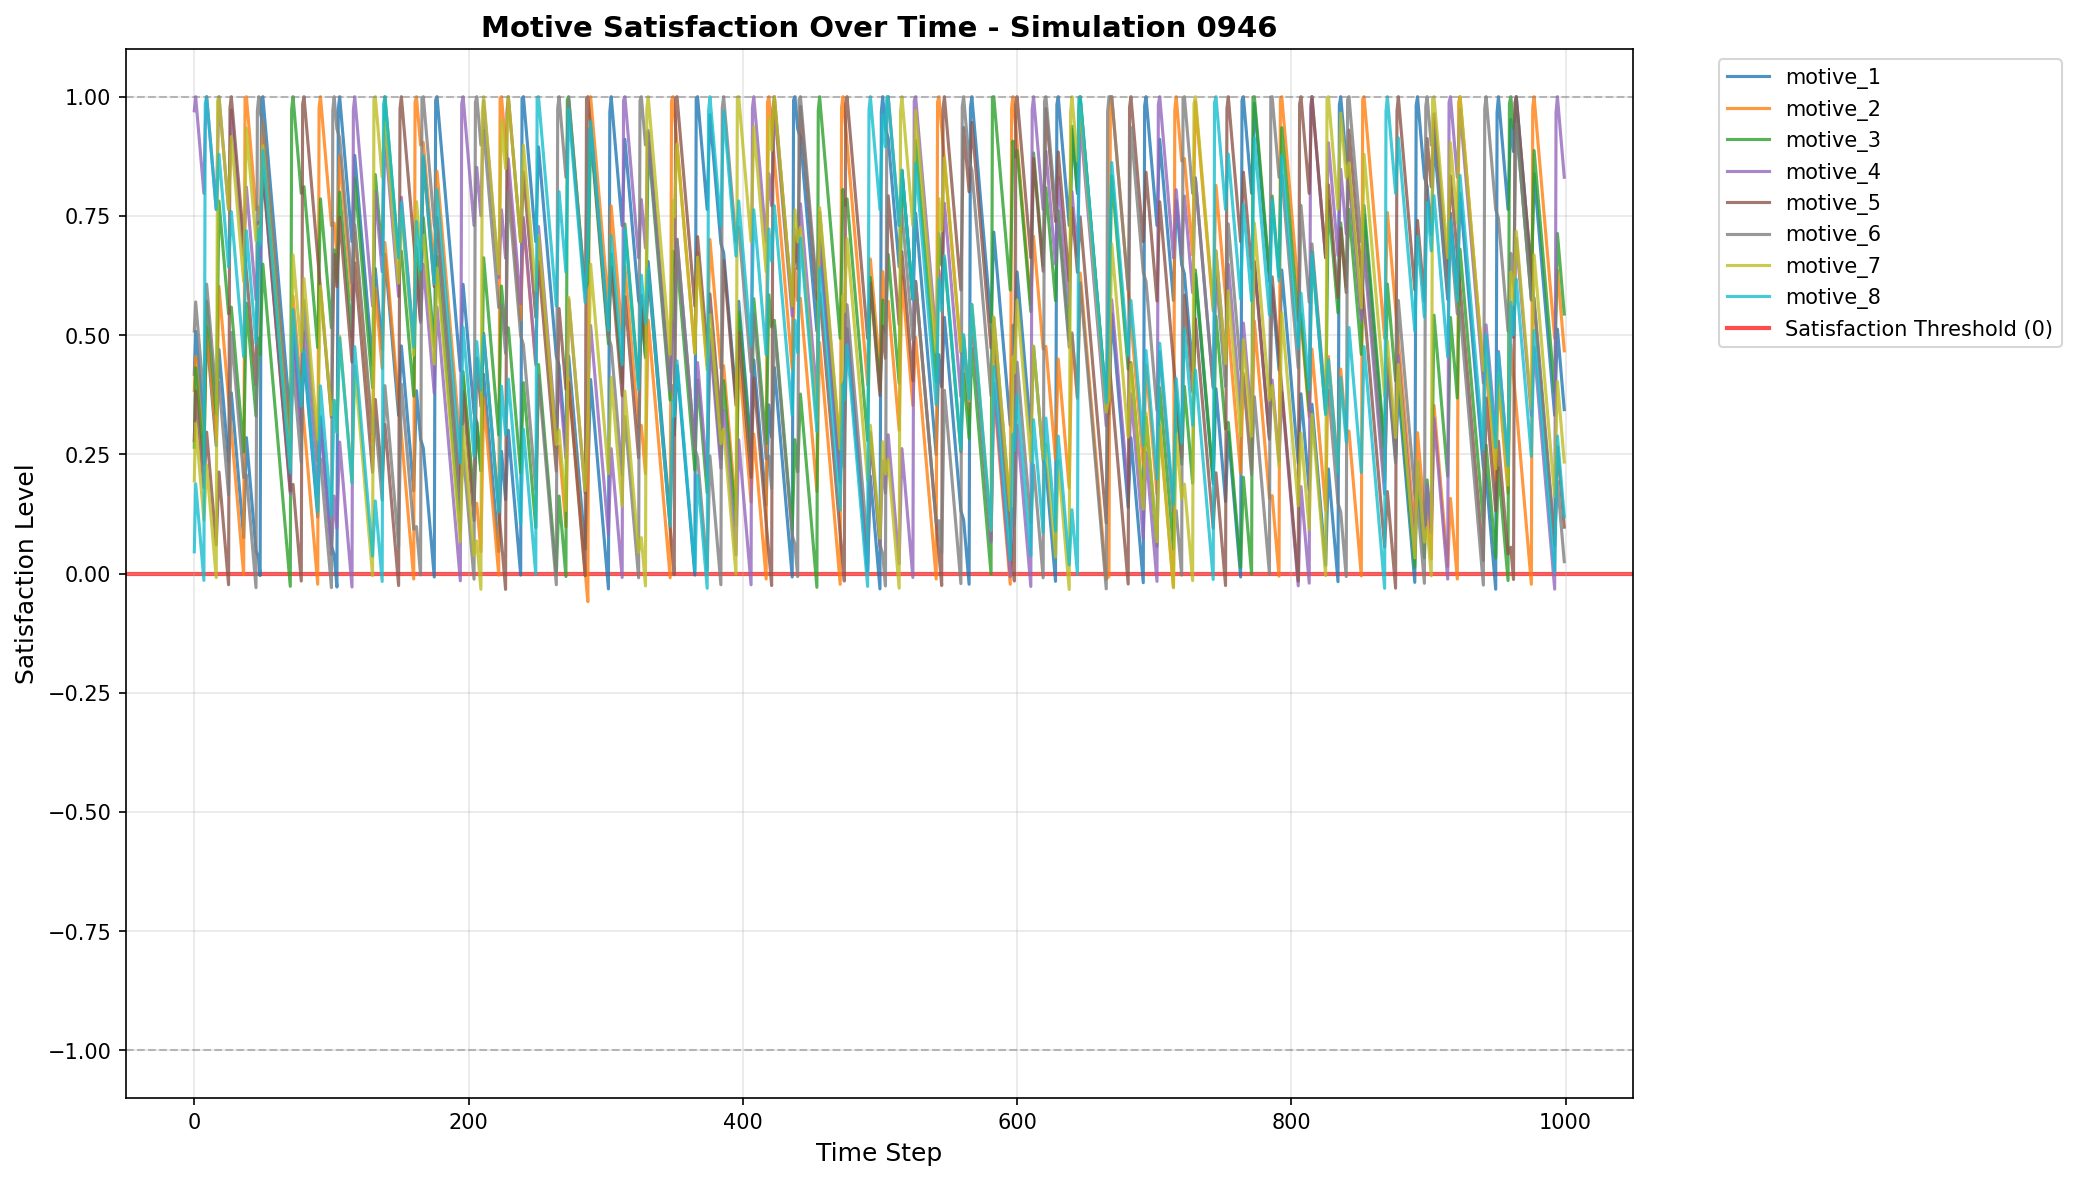 Motive Satisfaction Over Time - Simulation 0946
1.00
0.75
0.50
0.25
0.00
−0.25
−0.50
−0.75
−1.00
Satisfaction Level
0
200
400
600
800
1000
Time Step
motive_1
motive_2
motive_3
motive_4
motive_5
motive_6
motive_7
motive_8
Satisfaction Threshold (0)